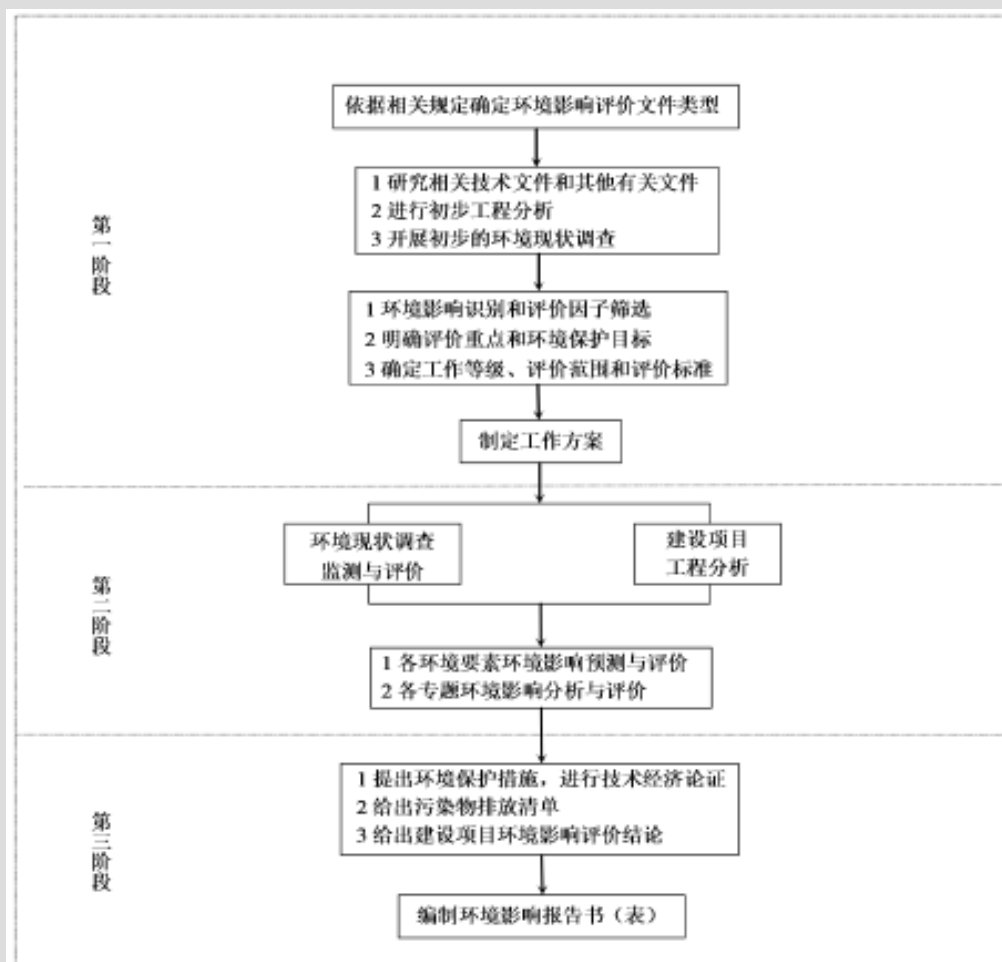 依据相关规定确定环境影响评价文件类型
1 研究相关技术文件和其他有关文件
2 进行初步工程分析
3 开展初步的环境现状调查
第一阶段
1 环境影响识别和评价因子筛选
2 明确评价重点和环境保护目标
3 确定工作等级、评价范围和评价标准
制定工作方案
环境现状调查
监测与评价
建设项目
工程分析
第二阶段
1 各环境要素环境影响预测与评价
2 各专题环境影响分析与评价
1 提出环境保护措施，进行技术经济论证
2 给出污染物排放清单
3 给出建设项目环境影响评价结论
第三阶段
编制环境影响报告书（表）